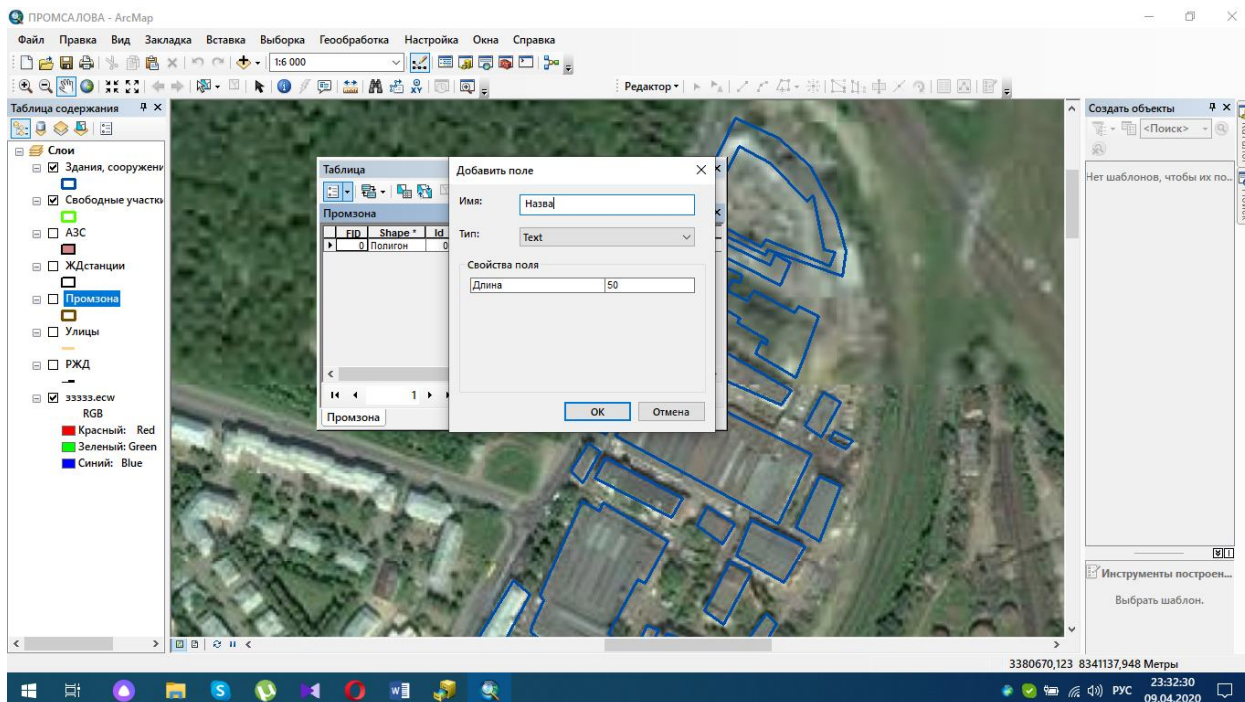 ПРОМСАЛОВА - ArcMap
Файл Правка Вид Закладка Вставка Выборка Геообработка Настройка Окна Справка
1:6 000
Редактор
Таблица содержания
Слои
Здания, сооружени
Свободные участки
АЗС
ЖДстанции
Промзона
Улицы
РЖД
ззззз.ecw
RGB
Красный: Red
Зеленый: Green
Синий: Blue
Таблица
Промзона
FID Shape * Id
0 Полигон 0
1
Промзона
Добавить поле
Имя: Назва
Тип: Text
Свойства поля
Длина 50
ОК Отмена
Создать объекты
<Поиск>
Нет шаблонов, чтобы их по...
Инструменты построен...
Выбрать шаблон.
3380670,123 8341137,948 Метры
РУС
23:32:30
09.04.2020